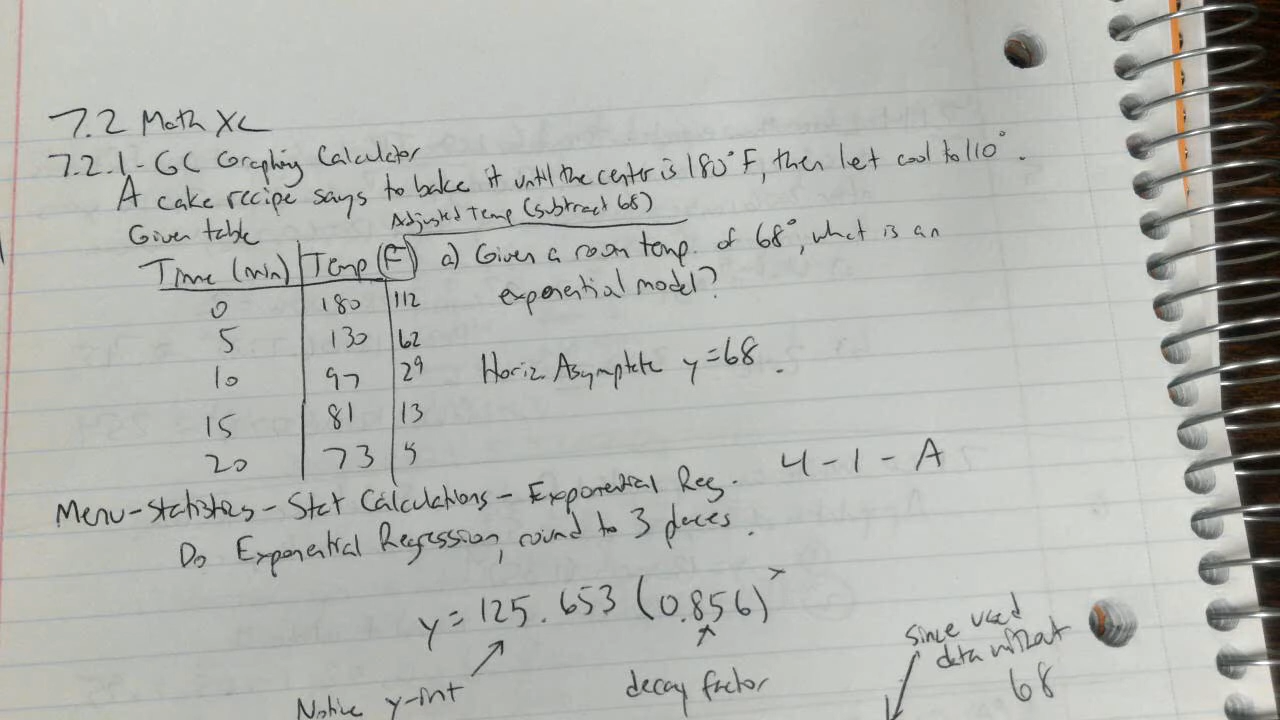 7.2 Math XL
7.2.1-GC Graphing Calculator
A cake recipe says to bake it until the center is 180°F, then let cool to 110°.
Given table
Adjusted Temp (subtract 68)
Time (min) Temp (F)
a) Given a room temp. of 68°, what is an
exponential model?
0 180 112
5 130 62
10 97 29
15 81 13
20 73 5
Horiz. Asymptote y=68.
Menu-Statistics-Stat Calculations-Exponential Reg. 4-1-A
Do Exponential Regression, round to 3 places.
y=125.653(0.856)^x
Notice y-int
decay factor
since used
data without
68